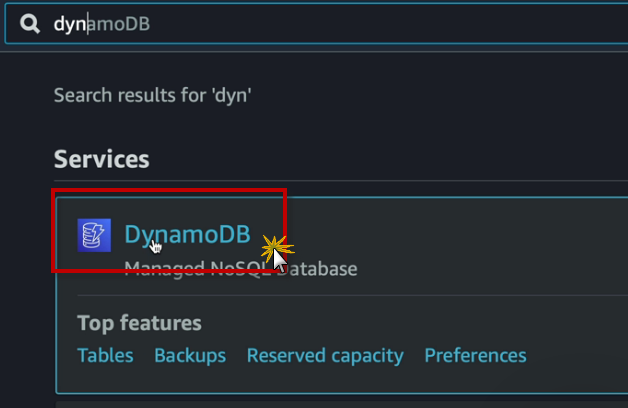 dynamoDB
Search results for 'dyn'
Services
DynamoDB
Managed NoSQL Database
Top features
Tables Backups Reserved capacity Preferences